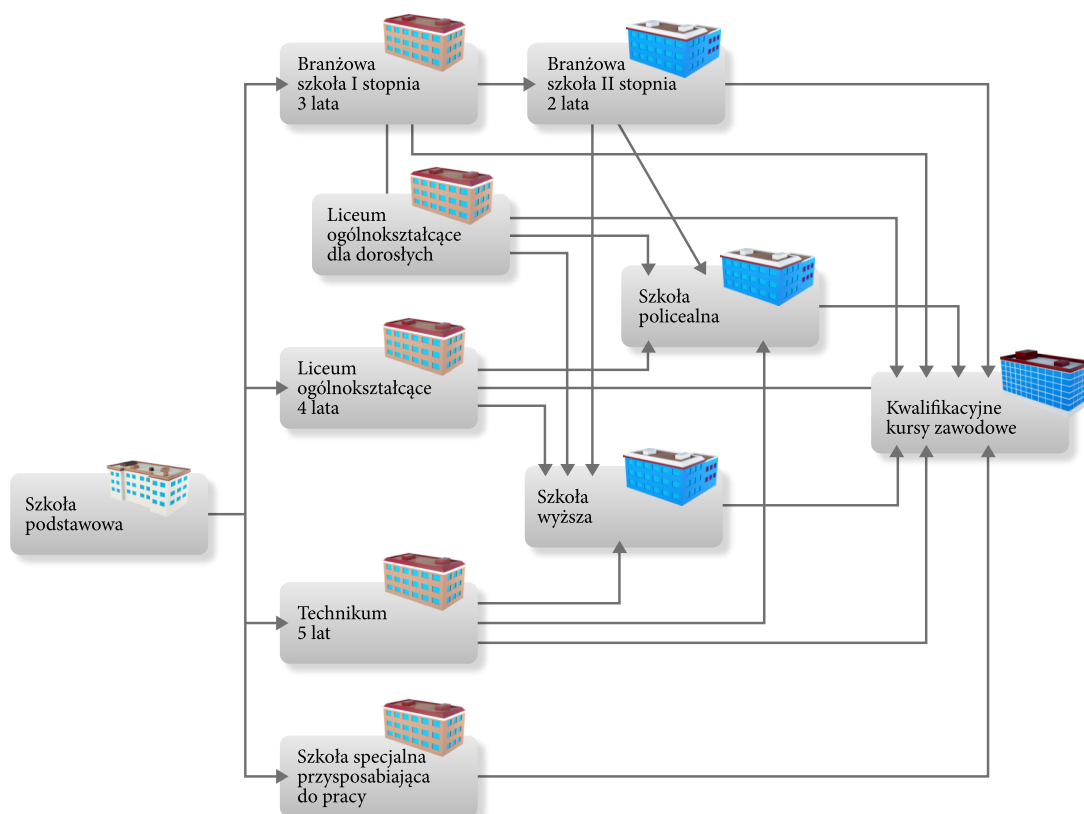 Branżowa
szkoła I stopnia
3 lata
Branżowa
szkoła II stopnia
2 lata
Liceum
ogólnokształcące
dla dorosłych
Szkoła
policealna
Liceum
ogólnokształcące
4 lata
Kwalifikacyjne
kursy zawodowe
Szkoła
podstawowa
Szkoła
wyższa
Technikum
5 lat
Szkoła specjalna
przysposabiająca
do pracy